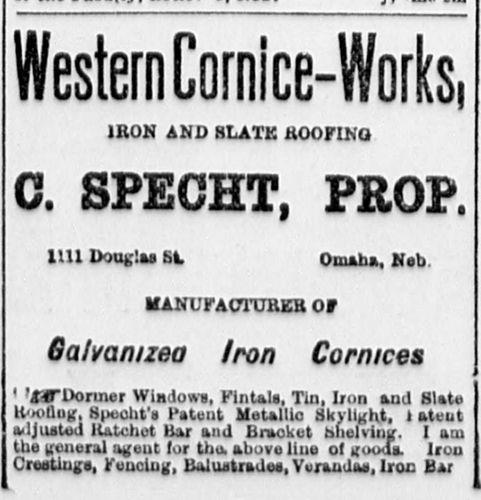 Western Cornice-Works,
IRON AND SLATE ROOFING
C. SPECHT, PROP.
1111 Douglas St. Omaha, Neb.
MANUFACTURER OF
Galvanized Iron Cornices
Dormer Windows, Fintals, Tin, Iron and Slate
Roofing, Specht's Patent Metallic Skylight, Patent
adjusted Ratchet Bar and Bracket Shelving. I am
the general agent for the above line of goods. Iron
Crestings, Fencing, Balustrades, Verandas, Iron Bar